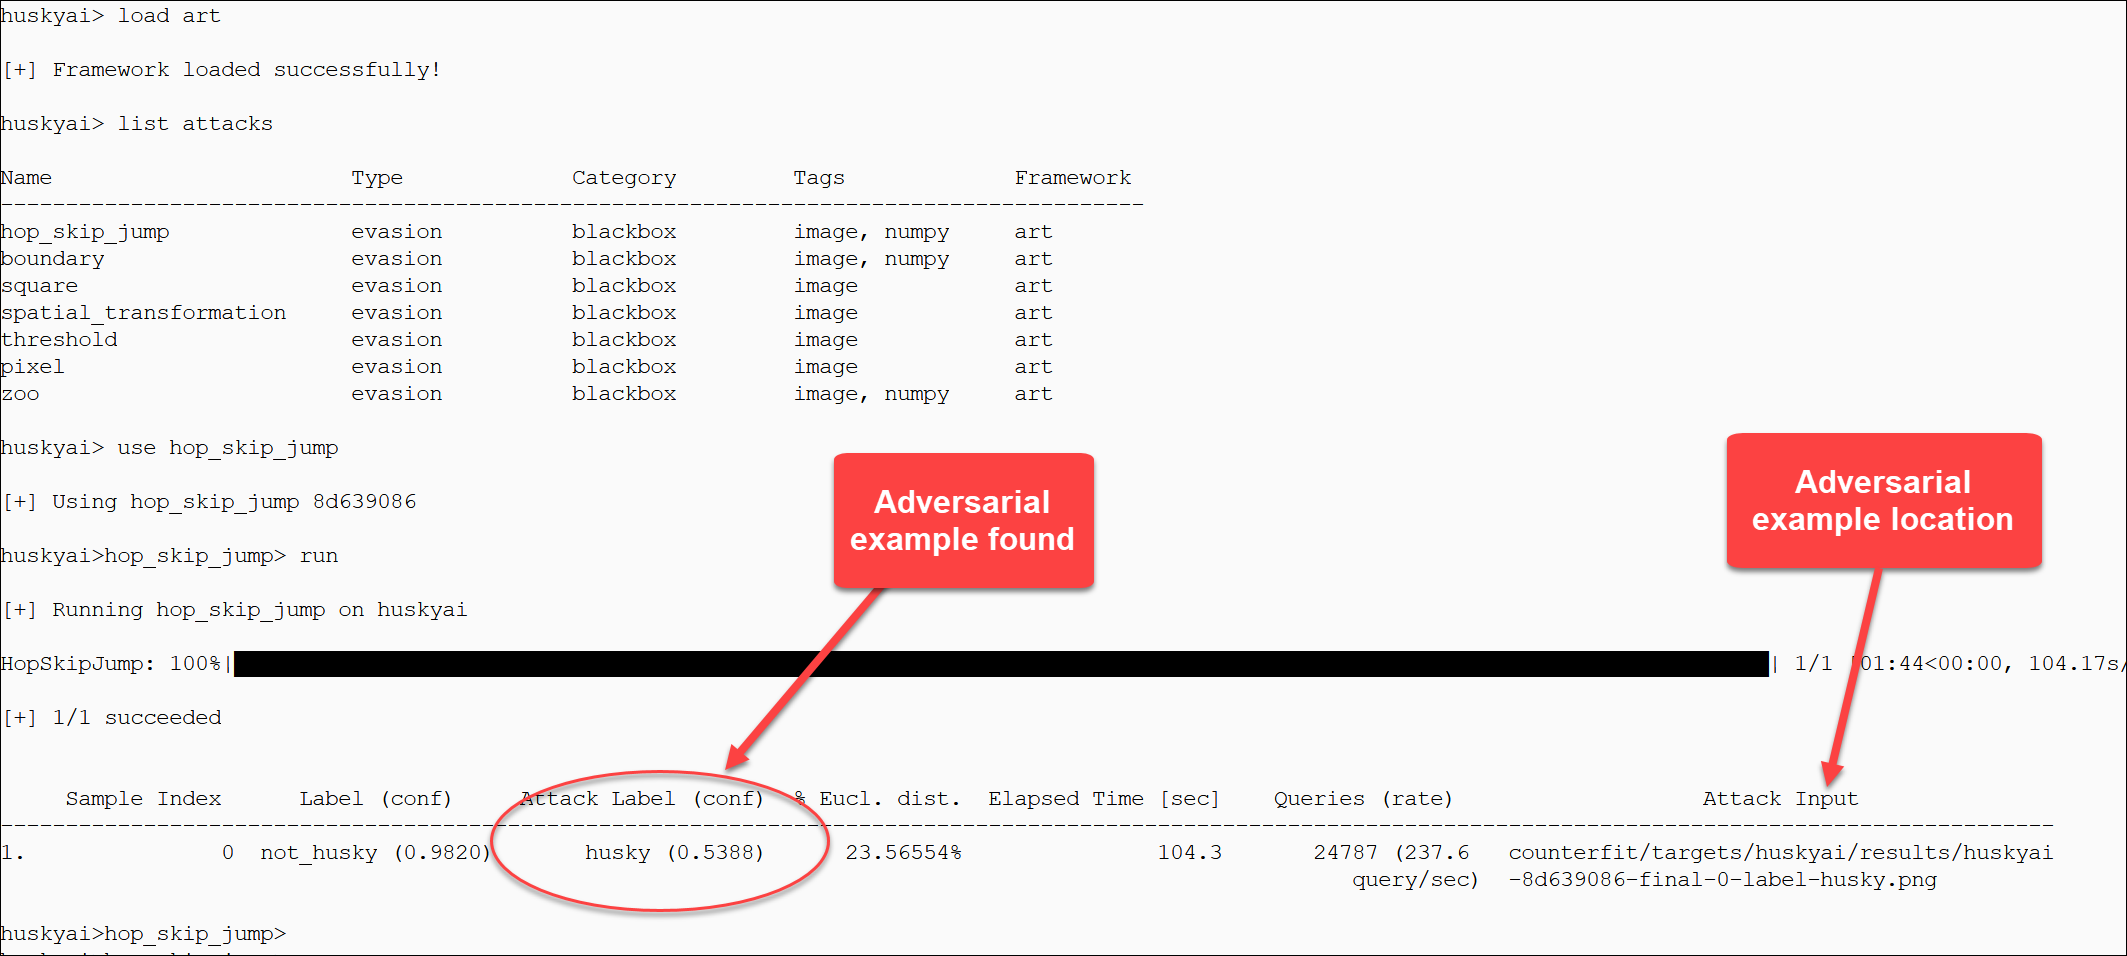 huskyai> load art
[+] Framework loaded successfully!
huskyai> list attacks
Name Type Category Tags Framework
----------------------------------------------------------------------------------------
hop_skip_jump evasion blackbox image, numpy art
boundary evasion blackbox image, numpy art
square evasion blackbox image art
spatial_transformation evasion blackbox image art
threshold evasion blackbox image art
pixel evasion blackbox image art
zoo evasion blackbox image, numpy art
huskyai> use hop_skip_jump
[+] Using hop_skip_jump 8d639086
Adversarial
example found
Adversarial
example location
huskyai>hop_skip_jump> run
[+] Running hop_skip_jump on huskyai
HopSkipJump: 100%| | 1/1 [01:44<00:00, 104.17s/
[+] 1/1 succeeded
Sample Index Label (conf) Attack Label (conf) % Eucl. dist. Elapsed Time [sec] Queries (rate) Attack Input
--------------------------------------------------------------------------------------------------------------------------------------------------------------
1. 0 not_husky (0.9820) husky (0.5388) 23.56554% 104.3 24787 (237.6 counterfit/targets/huskyai/results/huskyai
query/sec) -8d639086-final-0-label-husky.png
huskyai>hop_skip_jump>